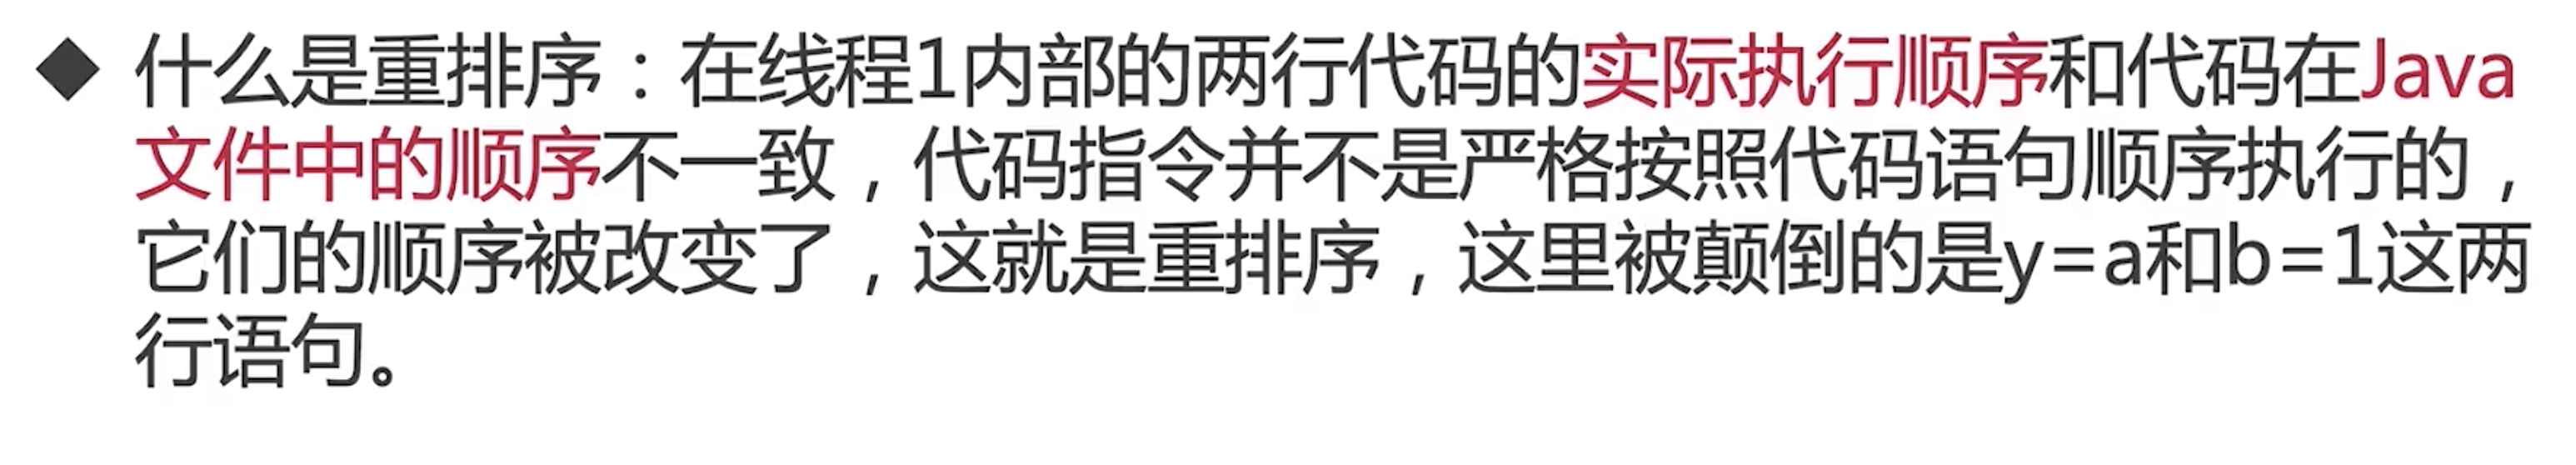 ◆ 什么是重排序：在线程1内部的两行代码的实际执行顺序和代码在Java
文件中的顺序不一致，代码指令并不是严格按照代码语句顺序执行的，
它们的顺序被改变了，这就是重排序，这里被颠倒的是y=a和b=1这两
行语句。